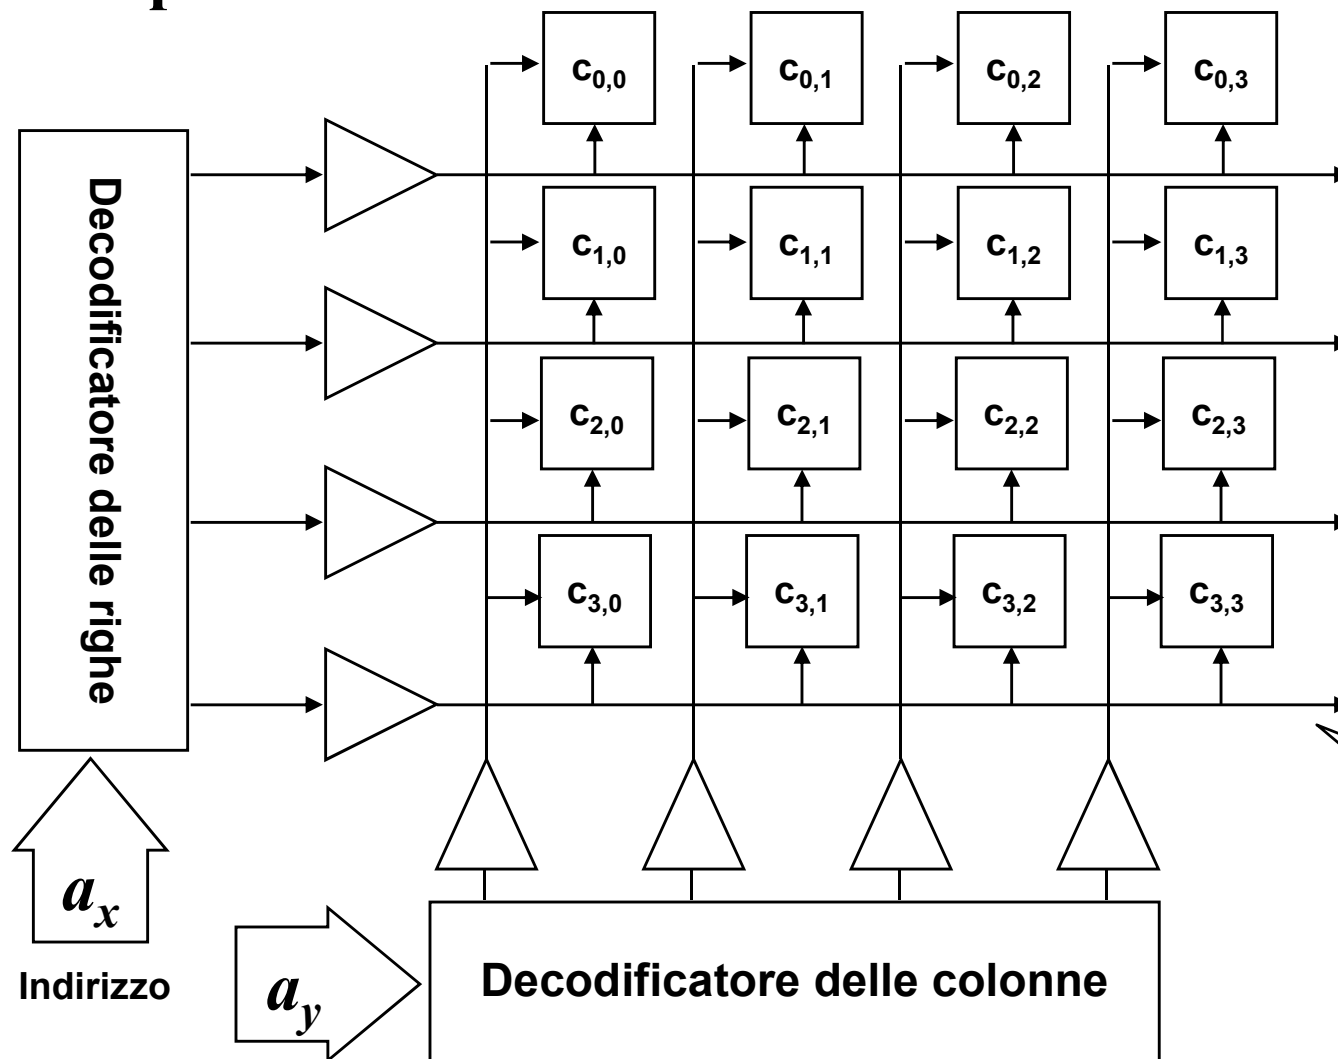 c0,0 c0,1 c0,2 c0,3
c1,0 c1,1 c1,2 c1,3
c2,0 c2,1 c2,2 c2,3
c3,0 c3,1 c3,2 c3,3
Decodificatore delle righe
ax
Indirizzo
ay
Decodificatore delle colonne